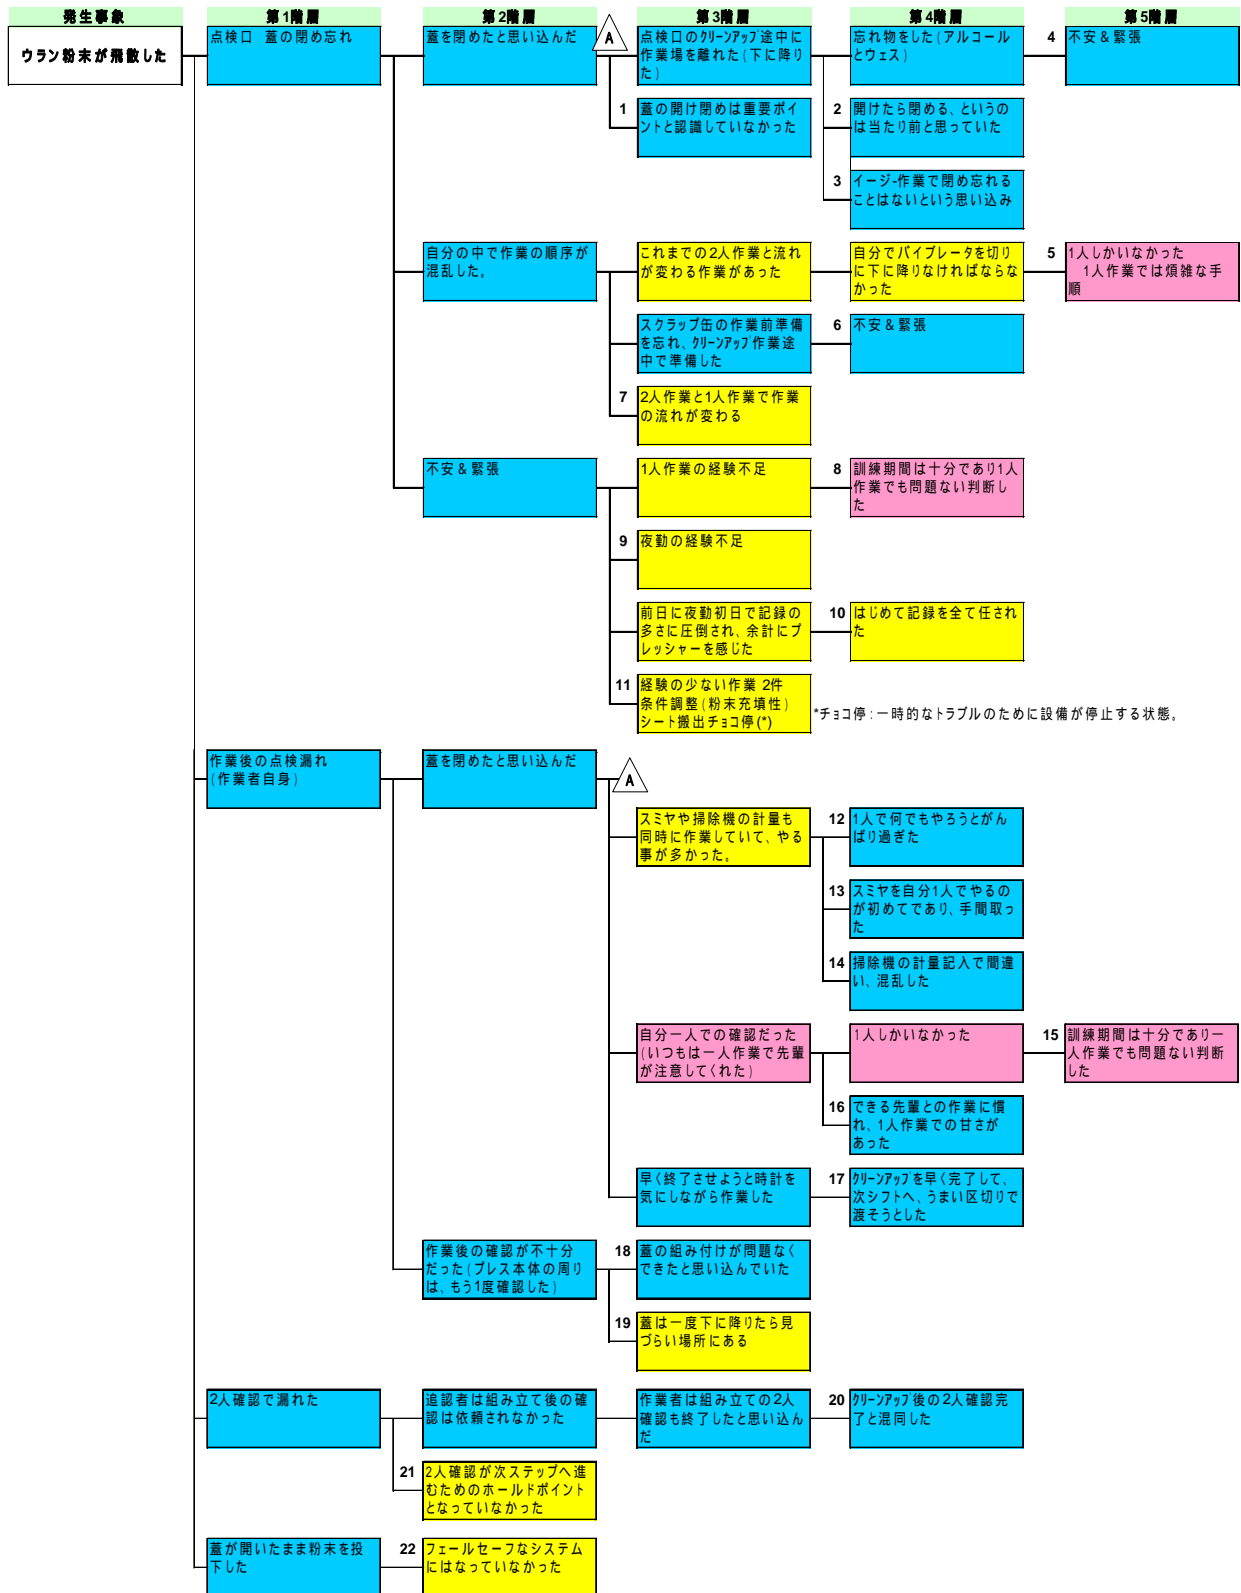 発生事象
第1階層
第2階層
第3階層
第4階層
第5階層
ウラン粉末が飛散した
点検口　蓋の閉め忘れ
蓋を閉めたと思い込んだ
A
点検口のクリーンアップ途中に
作業場を離れた(下に降り
た)
忘れ物をした(アルコール
とウェス)
4
不安＆緊張
1
蓋の開け閉めは重要ポイ
ントと認識していなかった
2
開けたら閉める、というの
は当たり前と思っていた
3
イージ-作業で閉め忘れる
ことはないという思い込み
自分の中で作業の順序が
混乱した。
これまでの2人作業と流れ
が変わる作業があった
自分でバイブレータを切り
に下に降りなければならな
かった
5
1人しかいなかった
　1人作業では煩雑な手
順
スクラップ缶の作業前準備
を忘れ、クリーンアップ作業途
中で準備した
6
不安＆緊張
7
2人作業と1人作業で作業
の流れが変わる
不安＆緊張
1人作業の経験不足
8
訓練期間は十分であり1人
作業でも問題ない判断し
た
9
夜勤の経験不足
前日に夜勤初日で記録の
多さに圧倒され、余計にプ
レッシャーを感じた
10
はじめて記録を全て任され
た
11
経験の少ない作業 2件
条件調整(粉末充填性)
シート搬出チョコ停(*)
*チョコ停：一時的なトラブルのために設備が停止する状態。
作業後の点検漏れ
(作業者自身)
蓋を閉めたと思い込んだ
A
スミヤや掃除機の計量も
同時に作業していて、やる
事が多かった。
12
1人で何でもやろうとがん
ばり過ぎた
13
スミヤを自分1人でやるの
が初めてであり、手間取っ
た
14
掃除機の計量記入で間違
い、混乱した
自分一人での確認だった
(いつもは一人作業で先輩
が注意してくれた)
1人しかいなかった
15
訓練期間は十分であり一
人作業でも問題ない判断
した
16
できる先輩との作業に慣
れ、1人作業での甘さが
あった
早く終了させようと時計を
気にしながら作業した
17
クリーンアップを早く完了して、
次シフトへ、うまい区切りで
渡そうとした
作業後の確認が不十分
だった(プレス本体の周り
は、もう1度確認した)
18
蓋の組み付けが問題なく
できたと思い込んでいた
19
蓋は一度下に降りたら見
づらい場所にある
2人確認で漏れた
追認者は組み立て後の確
認は依頼されなかった
作業者は組み立ての2人
確認も終了したと思い込ん
だ
20
クリーンアップ後の2人確認完
了と混同した
21
2人確認が次ステップへ進
むためのホールドポイント
となっていなかった
蓋が開いたまま粉末を投
下した
22
フェールセーフなシステム
にはなっていなかった